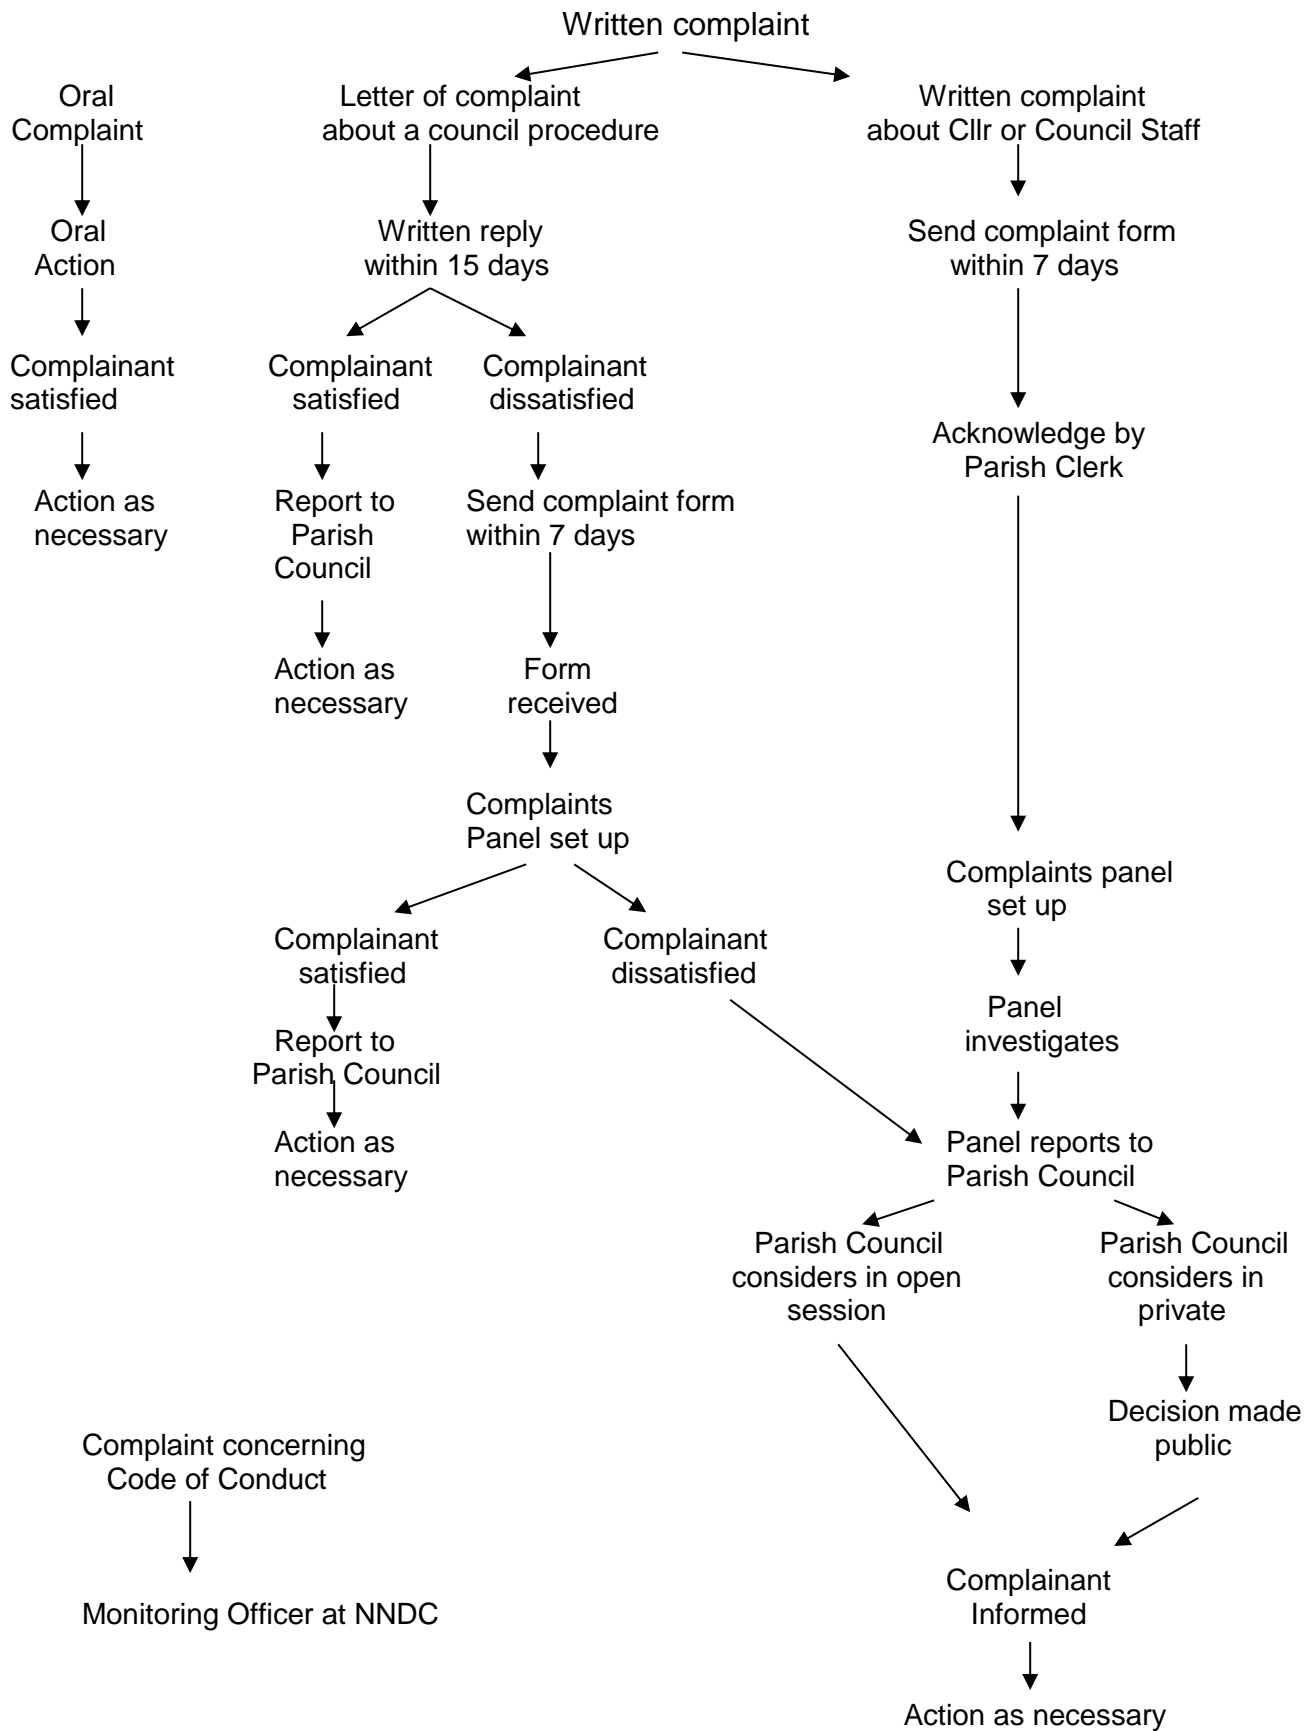 Written complaint
Oral
Complaint
Letter of complaint
about a council procedure
Written complaint
about Cllr or Council Staff
Oral
Action
Written reply
within 15 days
Send complaint form
within 7 days
Complainant
satisfied
Complainant
satisfied
Complainant
dissatisfied
Acknowledge by
Parish Clerk
Action as
necessary
Report to
Parish
Council
Send complaint form
within 7 days
Action as
necessary
Form
received
Complaints
Panel set up
Complaints panel
set up
Complainant
satisfied
Complainant
dissatisfied
Panel
investigates
Report to
Parish Council
Action as
necessary
Panel reports to
Parish Council
Parish Council
considers in open
session
Parish Council
considers in
private
Decision made
public
Complaint concerning
Code of Conduct
Monitoring Officer at NNDC
Complainant
Informed
Action as necessary